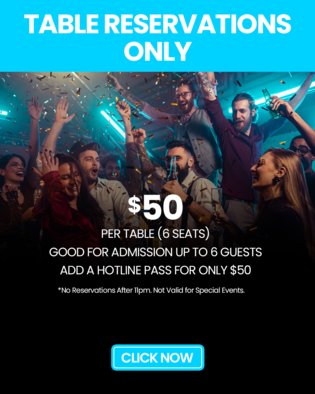 TABLE RESERVATIONS
ONLY
$50
PER TABLE (6 SEATS)
GOOD FOR ADMISSION UP TO 6 GUESTS
ADD A HOTLINE PASS FOR ONLY $50
*No Reservations After 11pm. Not Valid for Special Events.
CLICK NOW